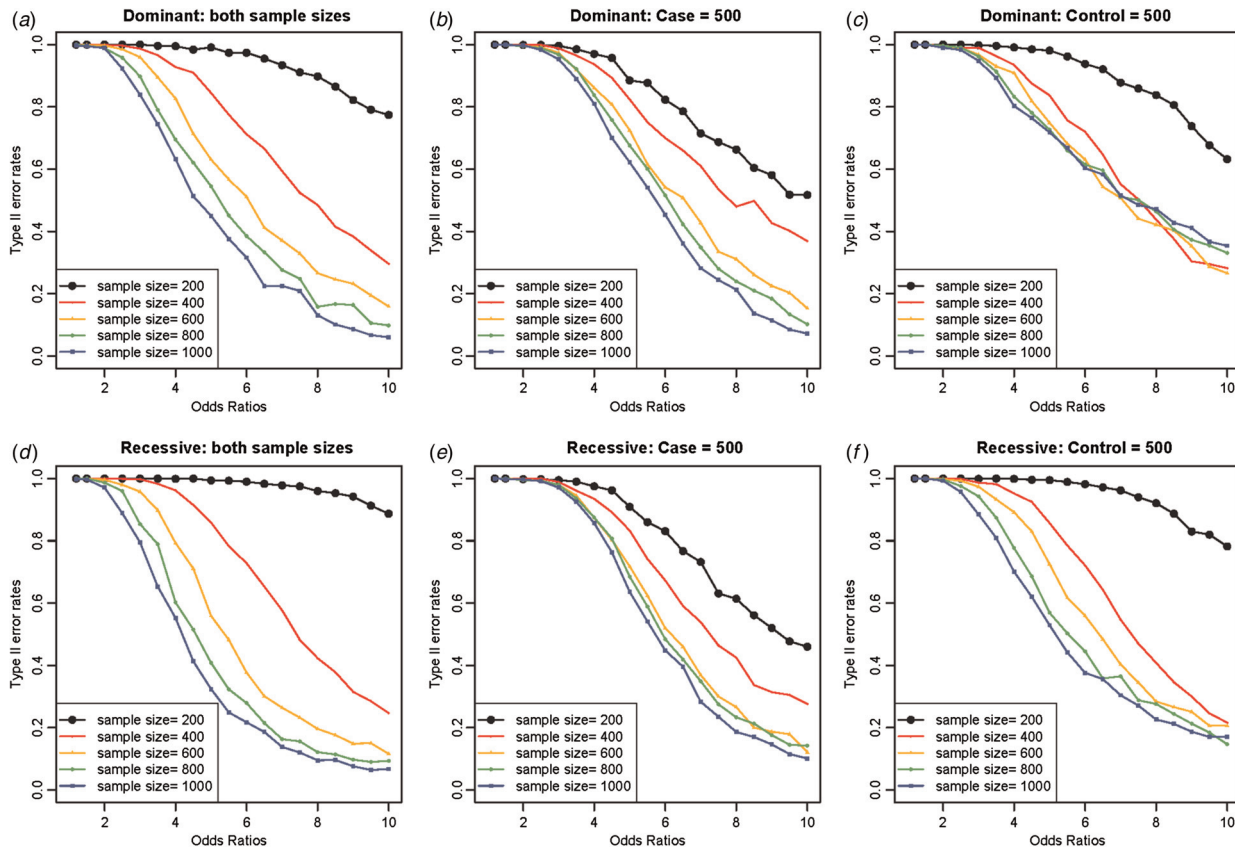 (a)
Dominant: both sample sizes
Type II error rates
1.0
0.8
0.6
0.4
0.2
0.0
sample size= 200
sample size= 400
sample size= 600
sample size= 800
sample size= 1000
2 4 6 8 10
Odds Ratios
(b)
Dominant: Case = 500
Type II error rates
1.0
0.8
0.6
0.4
0.2
0.0
sample size= 200
sample size= 400
sample size= 600
sample size= 800
sample size= 1000
2 4 6 8 10
Odds Ratios
(c)
Dominant: Control = 500
Type II error rates
1.0
0.8
0.6
0.4
0.2
0.0
sample size= 200
sample size= 400
sample size= 600
sample size= 800
sample size= 1000
2 4 6 8 10
Odds Ratios
(d)
Recessive: both sample sizes
Type II error rates
1.0
0.8
0.6
0.4
0.2
0.0
sample size= 200
sample size= 400
sample size= 600
sample size= 800
sample size= 1000
2 4 6 8 10
Odds Ratios
(e)
Recessive: Case = 500
Type II error rates
1.0
0.8
0.6
0.4
0.2
0.0
sample size= 200
sample size= 400
sample size= 600
sample size= 800
sample size= 1000
2 4 6 8 10
Odds Ratios
(f)
Recessive: Control = 500
Type II error rates
1.0
0.8
0.6
0.4
0.2
0.0
sample size= 200
sample size= 400
sample size= 600
sample size= 800
sample size= 1000
2 4 6 8 10
Odds Ratios